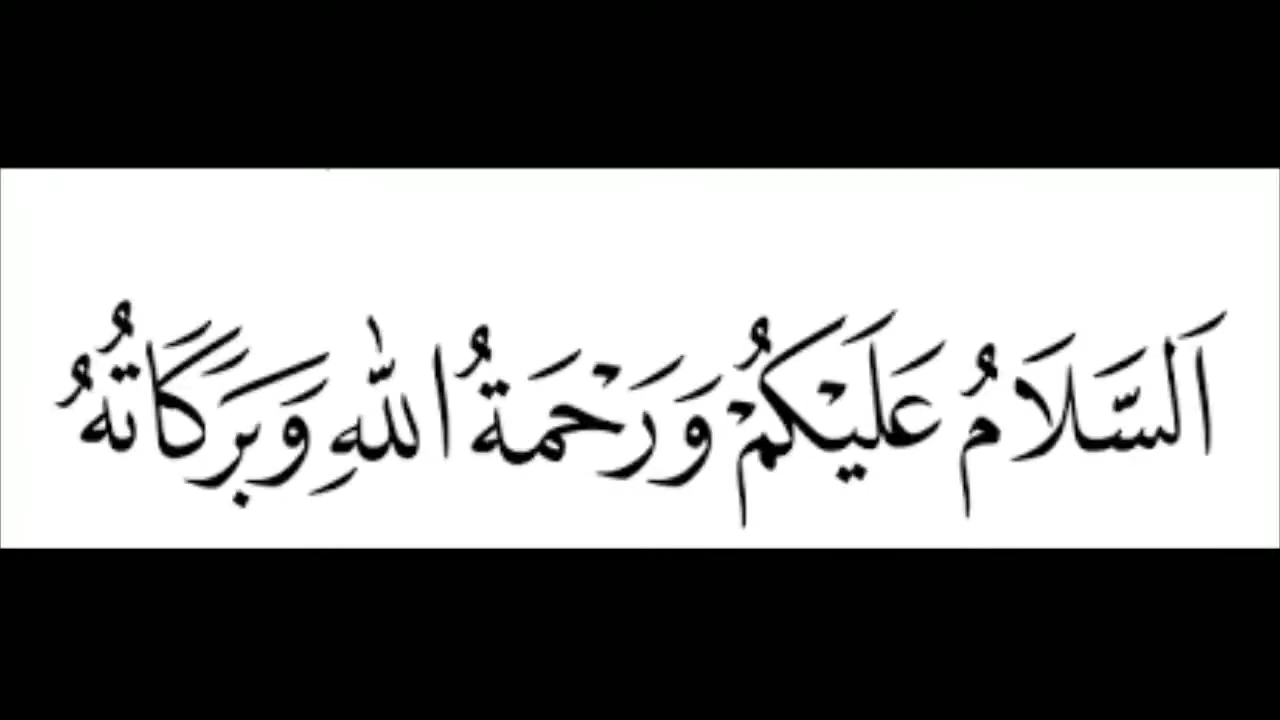 اَلسَّلَامُ عَلَيْكُمْ وَرَحْمَةُ اللهِ وَبَرَكَاتُهُ